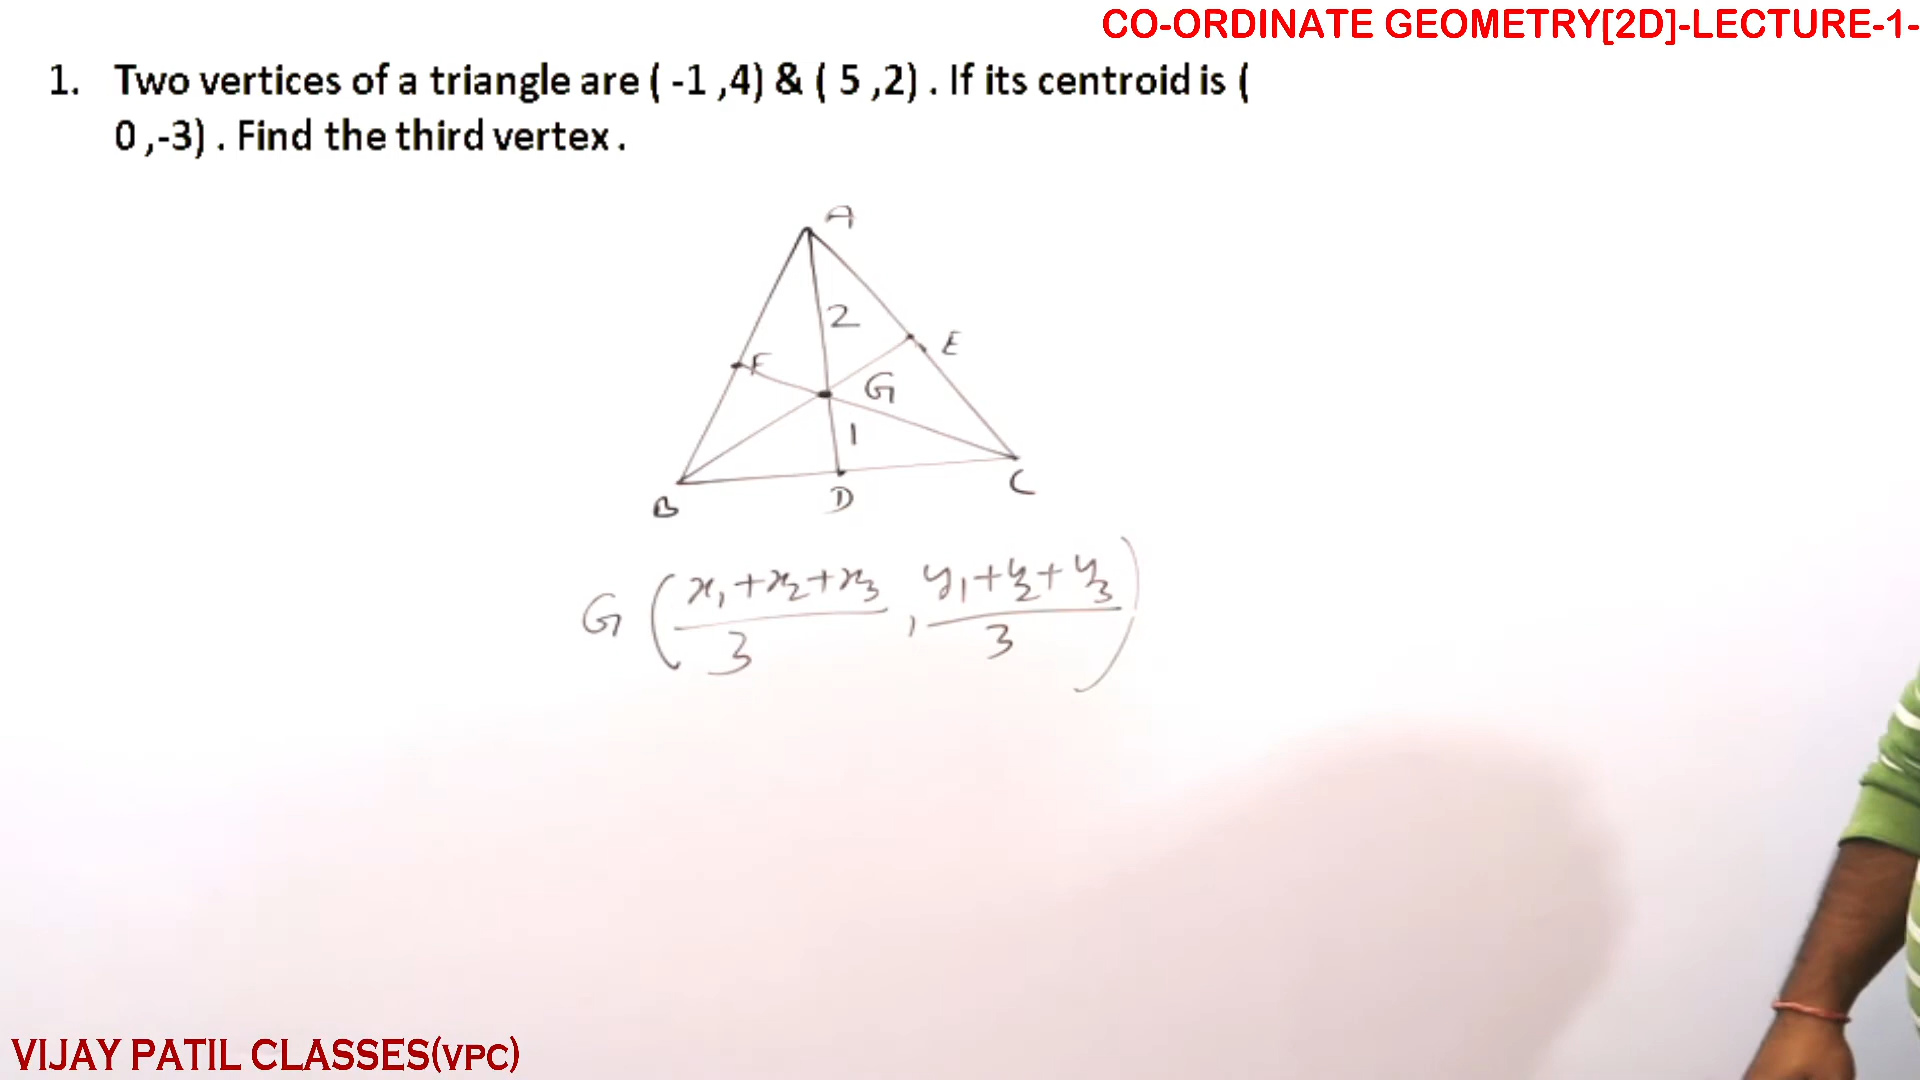 CO-ORDINATE GEOMETRY[2D]-LECTURE-1-
1. Two vertices of a triangle are ( -1 ,4) & ( 5 ,2) . If its centroid is (
0 ,-3) . Find the third vertex .
A
2
F
E
G
1
B
D
C
G ( x₁+x₂+x₃ / 3 , y₁+y₂+y₃ / 3 )
VIJAY PATIL CLASSES(VPC)